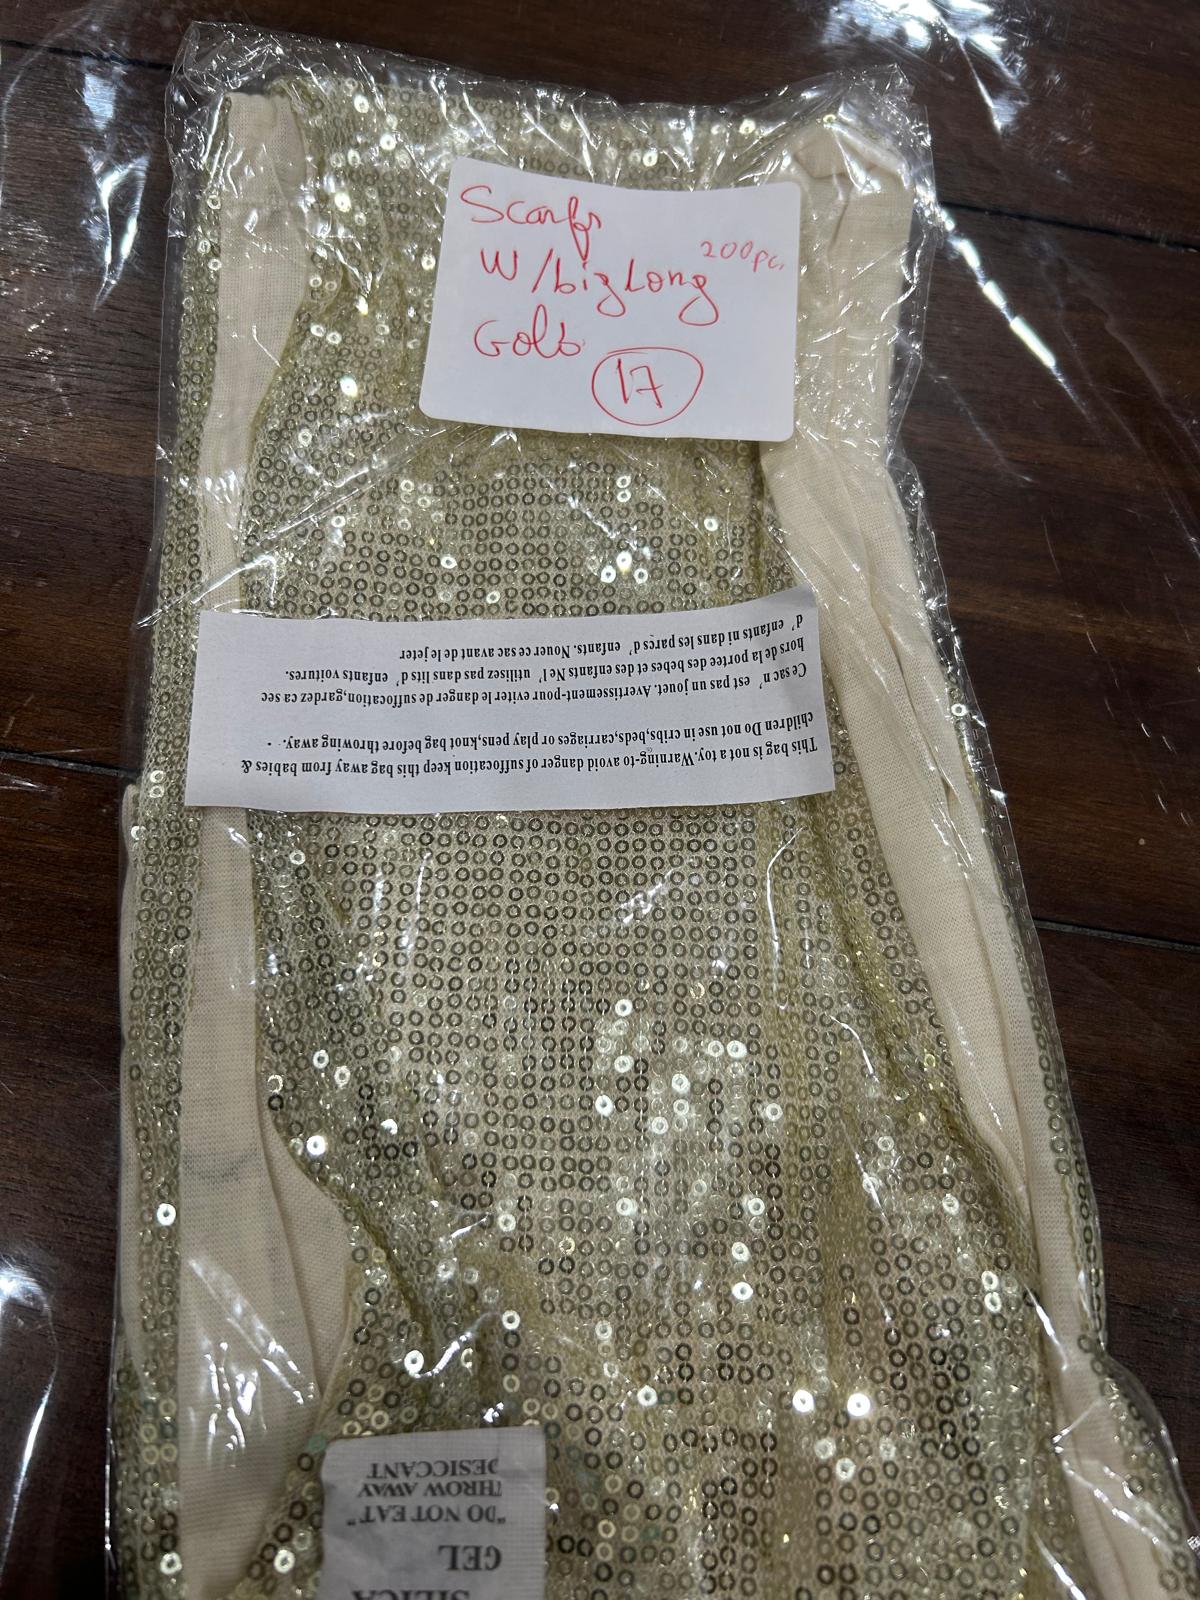 Scarfs
W/big Long
200pc.
Gold
17
This bag is not a toy.Warning-to avoid danger of suffocation keep this bag away from babies &
children Do not use in cribs,beds,carriages or play pens,knot bag before throwing away.
Ce sac n' est pas un jouet. Avertissement-pour eviter le danger de suffocation,gardez ca sec
hors de la portee des bebes et des enfants Ne l' utilisez pas dans lits d' enfants voitures.
d' enfants ni dans les parcs d' enfants. Nouer ce sac avant de le jeter
SILICA
GEL
"DO NOT EAT"
THROW AWAY
DESICCANT